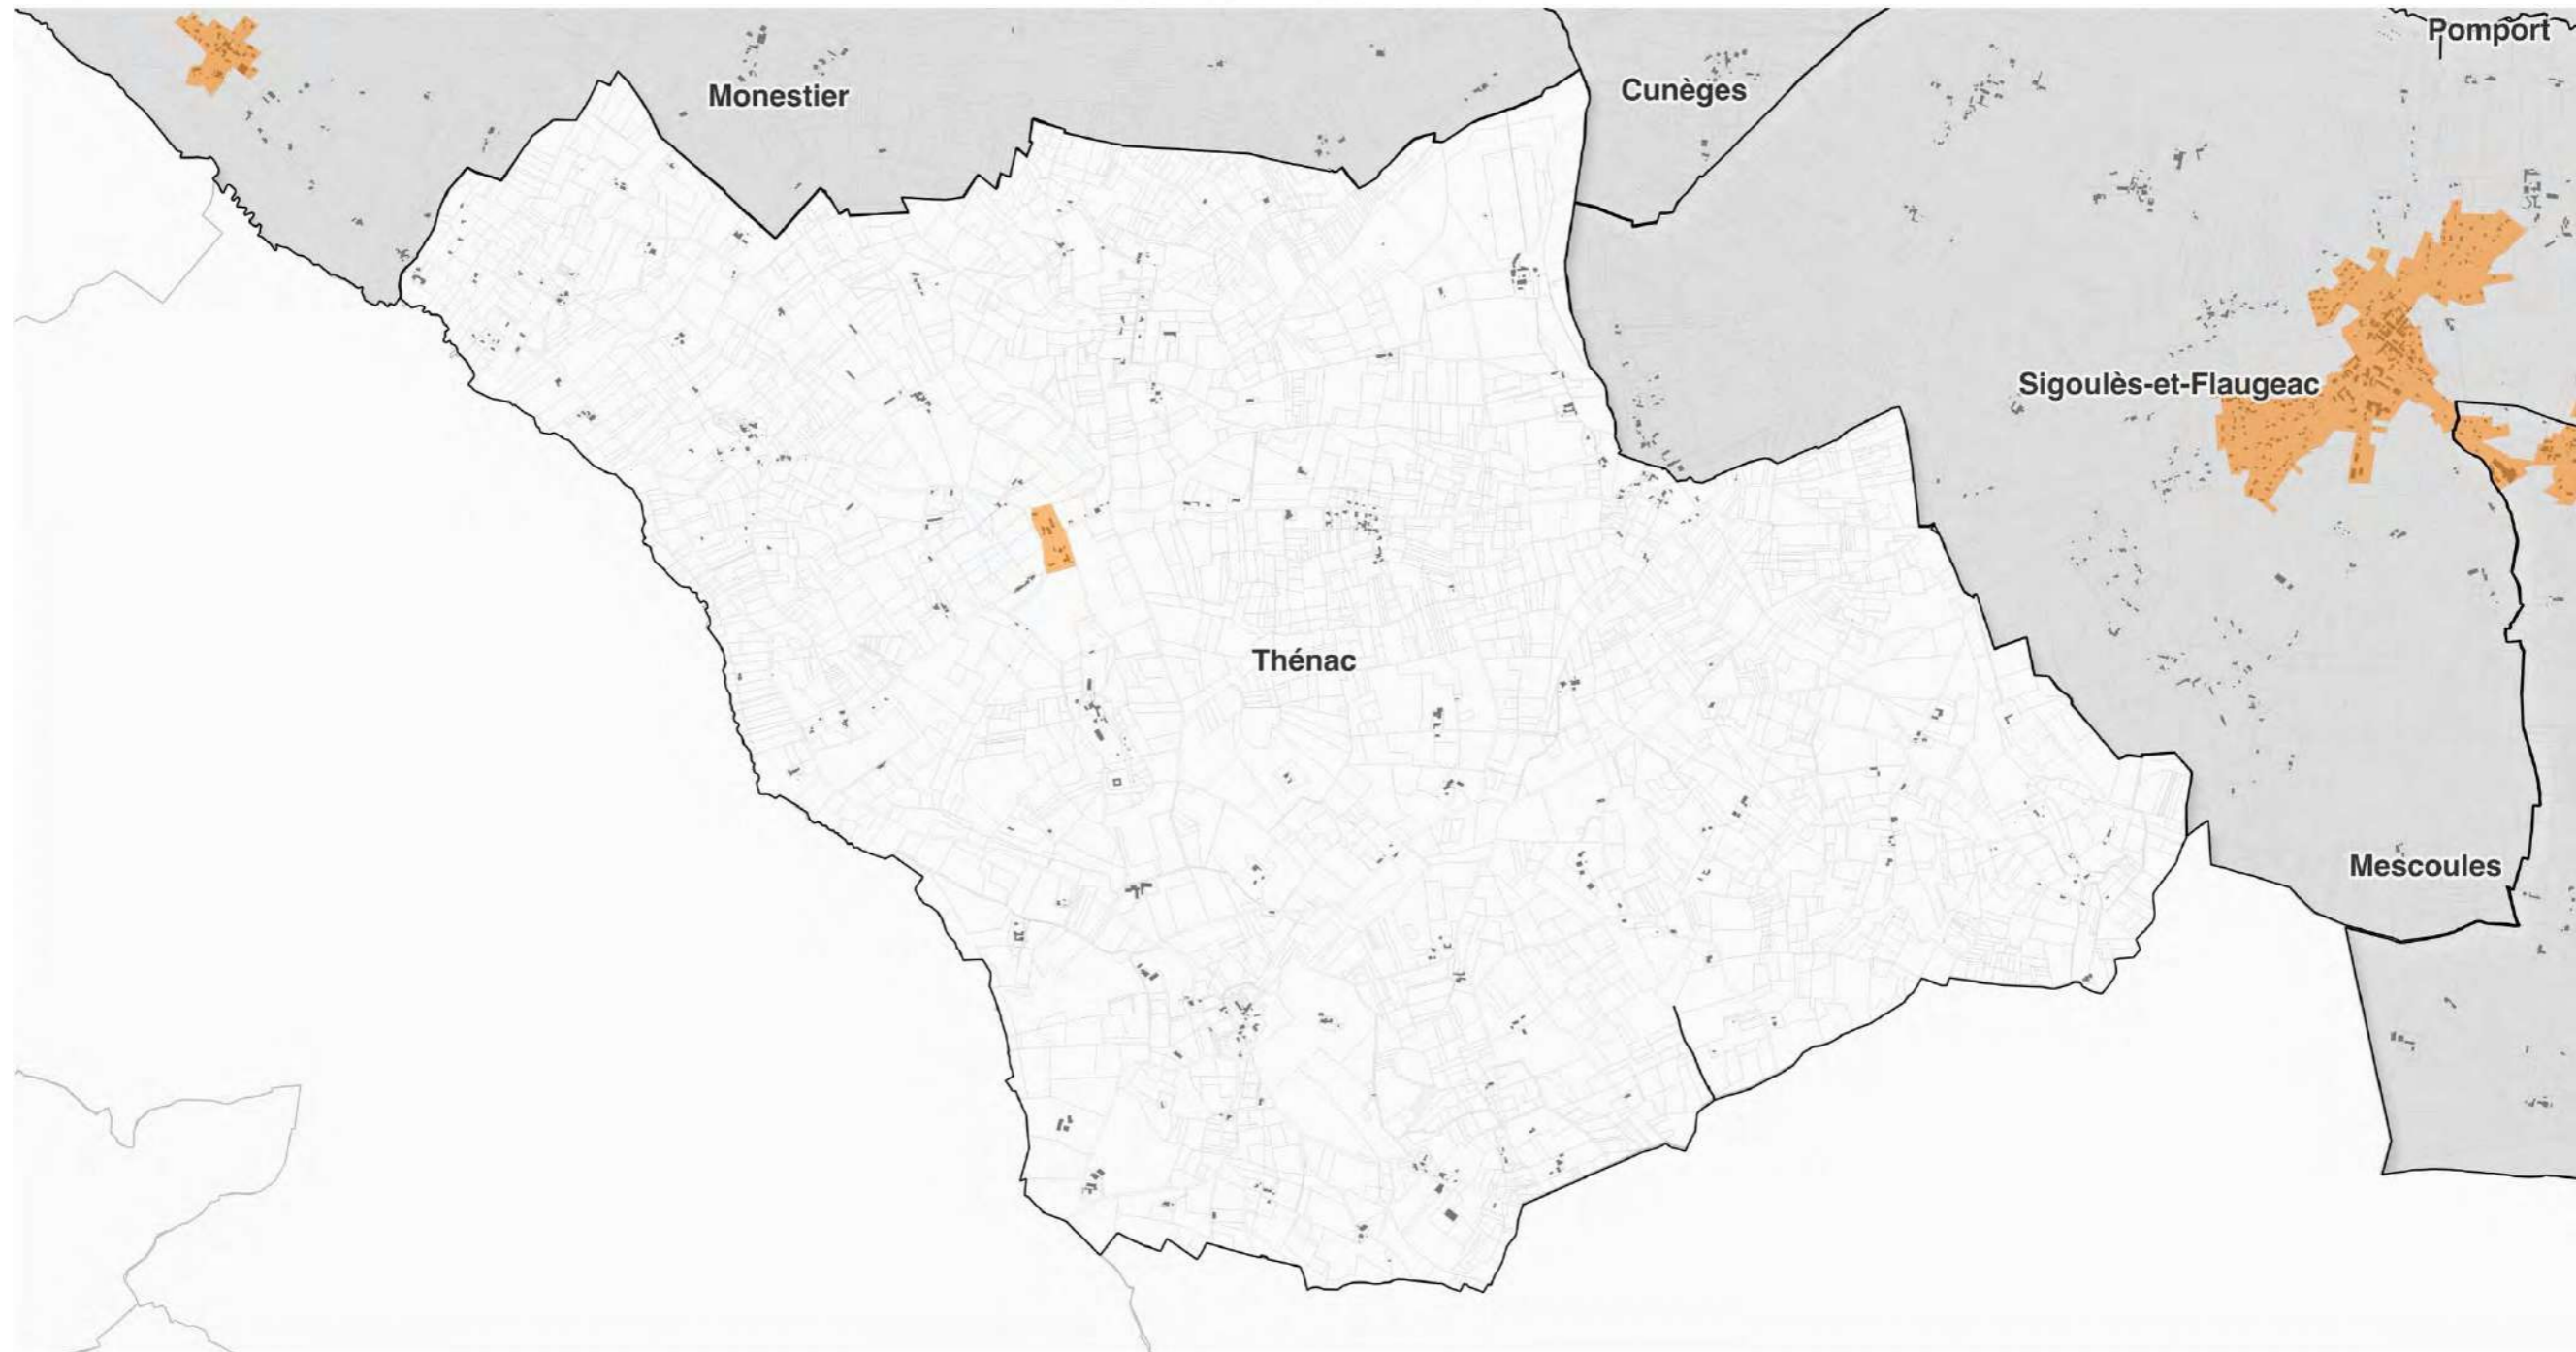 Pomport
Monestier
Cunèges
Sigoulès-et-Flaugeac
Thénac
Mescoules